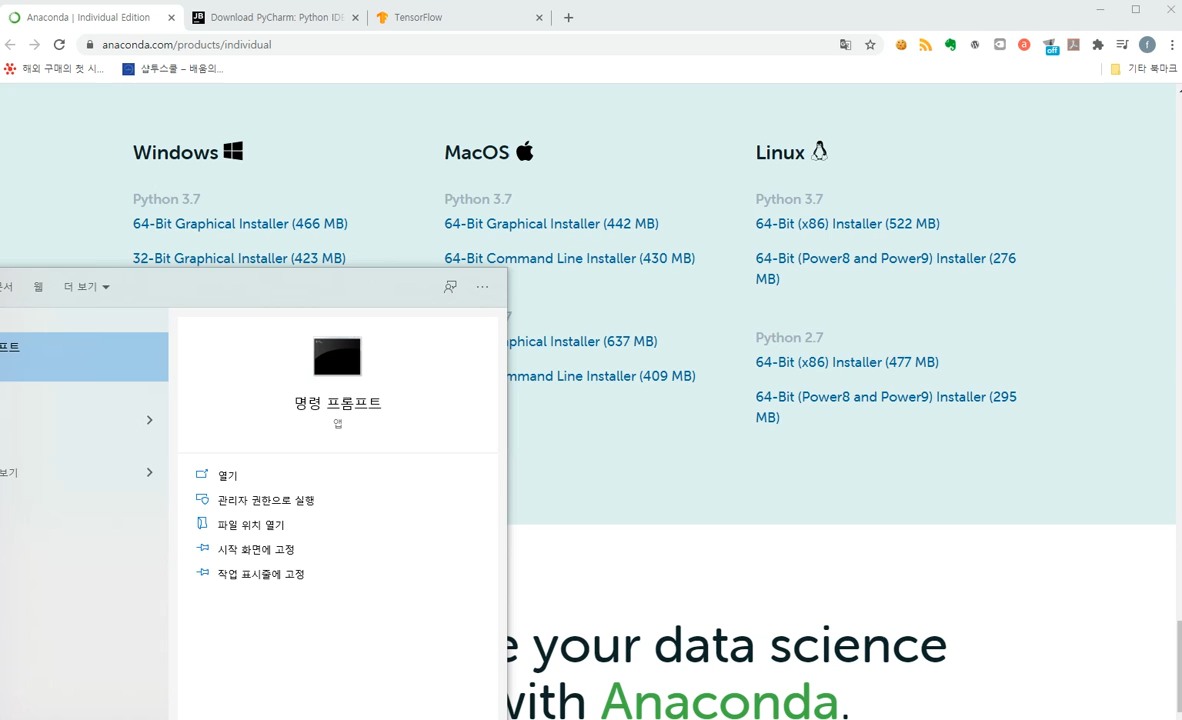 Anaconda | Individual Edition
Download PyCharm: Python IDE
TensorFlow
anaconda.com/products/individual
off
f
해외 구매의 첫 시...
샵투스쿨 – 배움의...
기타 북마크
Windows
MacOS
Linux
Python 3.7
Python 3.7
Python 3.7
64-Bit Graphical Installer (466 MB)
64-Bit Graphical Installer (442 MB)
64-Bit (x86) Installer (522 MB)
32-Bit Graphical Installer (423 MB)
64-Bit Command Line Installer (430 MB)
64-Bit (Power8 and Power9) Installer (276
MB)
웹
더 보기
7
Python 2.7
phical Installer (637 MB)
64-Bit (x86) Installer (477 MB)
mmand Line Installer (409 MB)
64-Bit (Power8 and Power9) Installer (295
MB)
프트
보기
명령 프롬프트
앱
열기
관리자 권한으로 실행
파일 위치 열기
시작 화면에 고정
작업 표시줄에 고정
e your data science
with Anaconda.